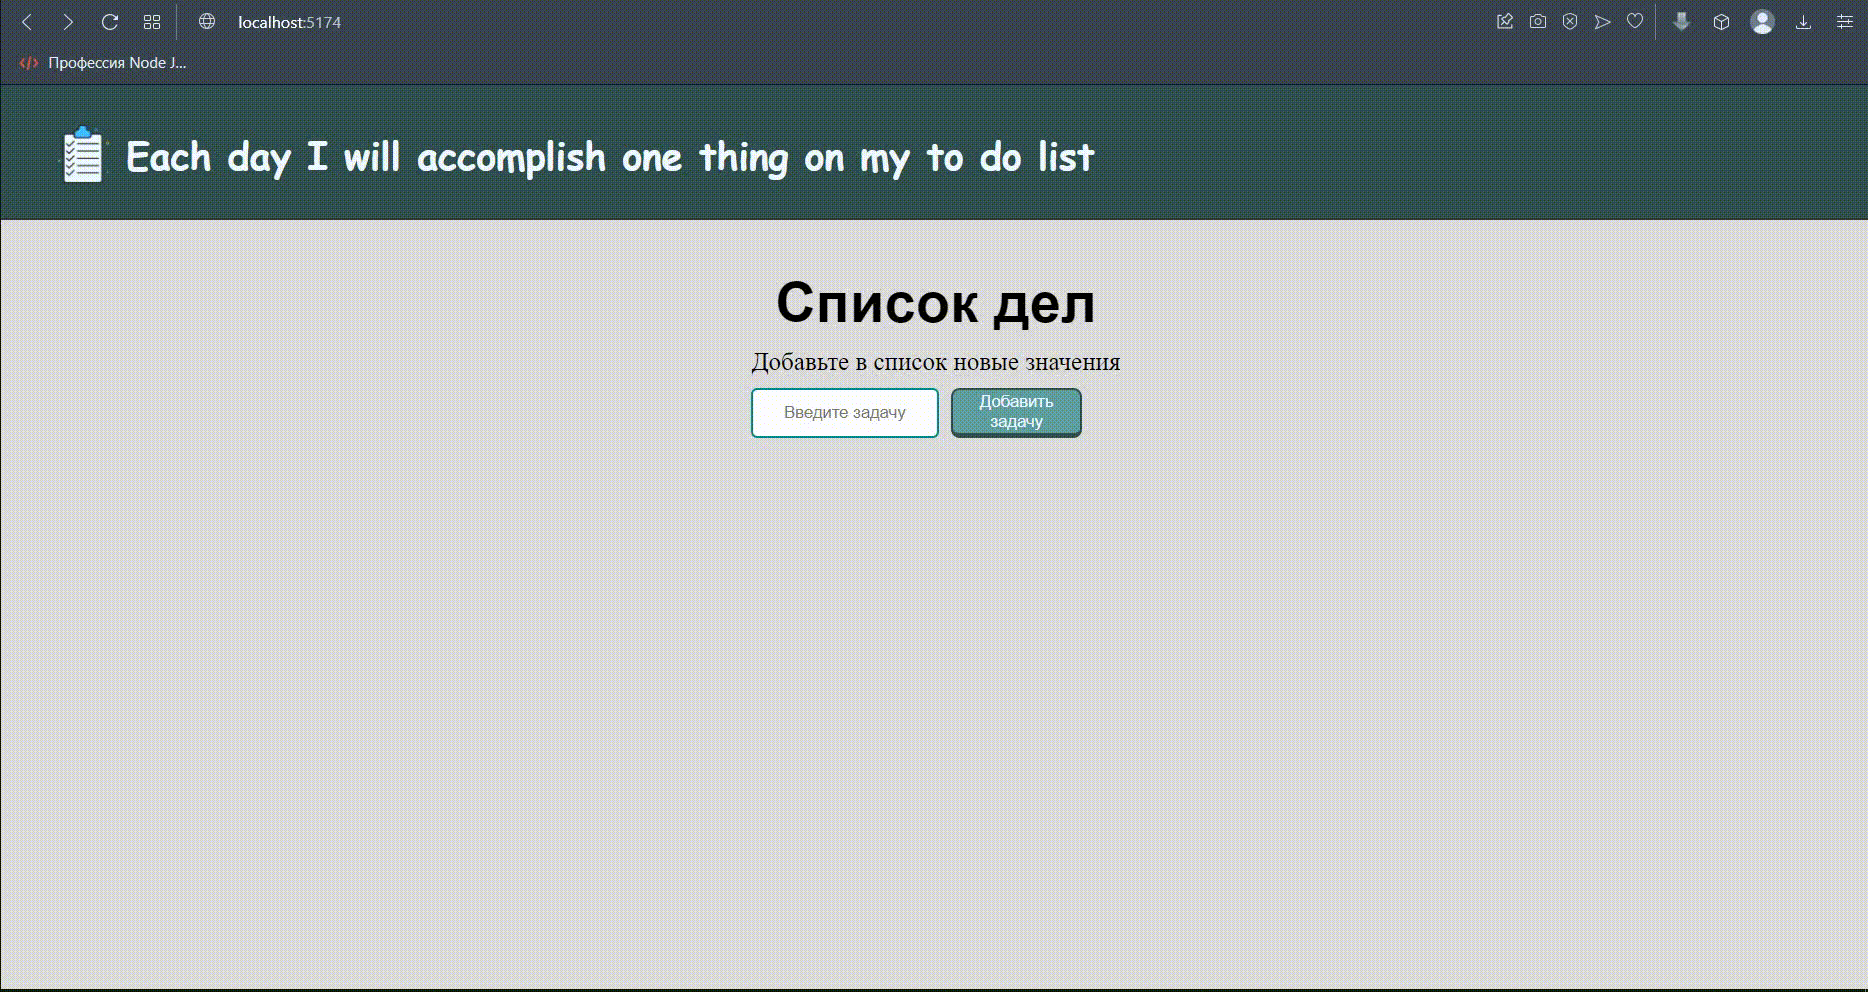 localhost:5174
Профессия Node J...
Each day I will accomplish one thing on my to do list
Список дел
Добавьте в список новые значения
Введите задачу
Добавить
задачу